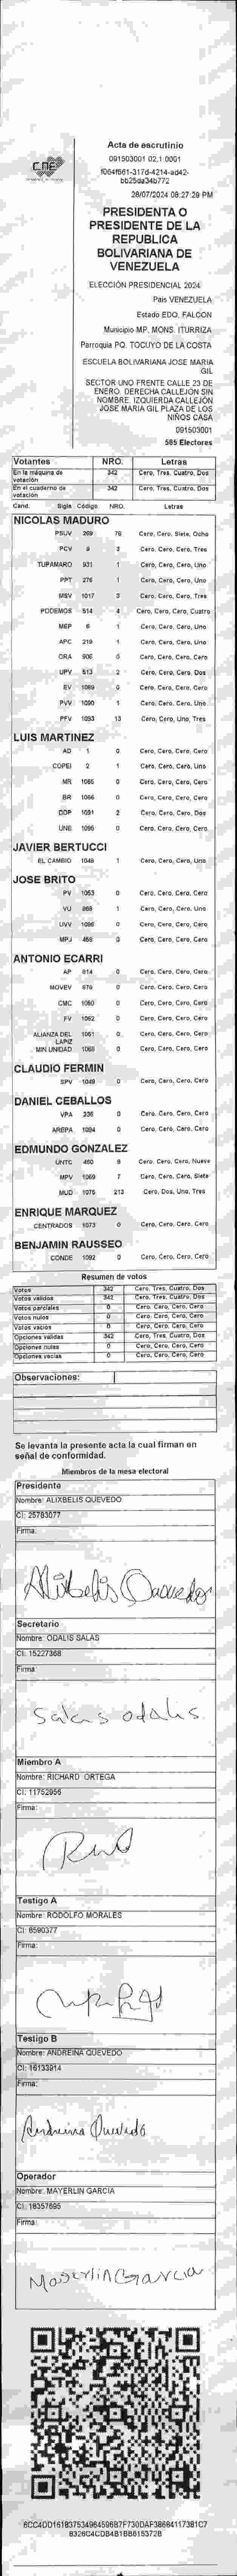 CNE
Acta de escrutinio
091503001.02.1.0001
f064f661-317d-4214-ad42-
bb25da34b772
28/07/2024 08:27:29 PM
PRESIDENTA O
PRESIDENTE DE LA
REPUBLICA
BOLIVARIANA DE
VENEZUELA
ELECCIÓN PRESIDENCIAL 2024
Pais VENEZUELA
Estado EDO. FALCON
Municipio MP. MONS. ITURRIZA
Parroquia PQ. TOCUYO DE LA COSTA
ESCUELA BOLIVARIANA JOSE MARIA
GIL
SECTOR UNO FRENTE CALLE 23 DE
ENERO. DERECHA CALLEJÓN SIN
NOMBRE. IZQUIERDA CALLEJÓN
JOSE MARIA GIL PLAZA DE LOS
NIÑOS CASA
091503001
585 Electores
Votantes NRO. Letras
En la máquina de votación 342 Cero, Tres, Cuatro, Dos
En el cuaderno de votación 342 Cero, Tres, Cuatro, Dos
Cand. Sigla Código NRO. Letras
NICOLAS MADURO
PSUV 269 78 Cero, Cero, Siete, Ocho
PCV 3 Cero, Cero, Cero, Tres
TUPAMARO 931 1 Cero, Cero, Cero, Uno
PPT 276 1 Cero, Cero, Cero, Uno
MSV 1017 3 Cero, Cero, Cero, Tres
PODEMOS 514 4 Cero, Cero, Cero, Cuatro
MEP 6 1 Cero, Cero, Cero, Uno
APC 219 1 Cero, Cero, Cero, Uno
ORA 906 0 Cero, Cero, Cero, Cero
UPV 513 2 Cero, Cero, Cero, Dos
EV 1089 0 Cero, Cero, Cero, Cero
PVV 1090 1 Cero, Cero, Cero, Uno
PFV 1093 13 Cero, Cero, Uno, Tres
LUIS MARTINEZ
AD 1 0 Cero, Cero, Cero, Cero
COPEI 2 1 Cero, Cero, Cero, Uno
MR 1065 0 Cero, Cero, Cero, Cero
BR 1066 0 Cero, Cero, Cero, Cero
DDP 1091 2 Cero, Cero, Cero, Dos
UNE 1095 0 Cero, Cero, Cero, Cero
JAVIER BERTUCCI
EL CAMBIO 1048 1 Cero, Cero, Cero, Uno
JOSE BRITO
PV 1053 0 Cero, Cero, Cero, Cero
VU 868 1 Cero, Cero, Cero, Uno
UVV 1096 0 Cero, Cero, Cero, Cero
MPJ 456 0 Cero, Cero, Cero, Cero
ANTONIO ECARRI
AP 814 0 Cero, Cero, Cero, Cero
MOVEV 879 0 Cero, Cero, Cero, Cero
CMC 1050 0 Cero, Cero, Cero, Cero
FV 1052 0 Cero, Cero, Cero, Cero
ALIANZA DEL LAPIZ 1051 0 Cero, Cero, Cero, Cero
MIN UNIDAD 1068 0 Cero, Cero, Cero, Cero
CLAUDIO FERMIN
SPV 1049 0 Cero, Cero, Cero, Cero
DANIEL CEBALLOS
VPA 336 0 Cero, Cero, Cero, Cero
AREPA 1094 0 Cero, Cero, Cero, Cero
EDMUNDO GONZALEZ
UNTC 460 9 Cero, Cero, Cero, Nueve
MPV 1069 7 Cero, Cero, Cero, Siete
MUD 1075 213 Cero, Dos, Uno, Tres
ENRIQUE MARQUEZ
CENTRADOS 1073 0 Cero, Cero, Cero, Cero
BENJAMIN RAUSSEO
CONDE 1092 0 Cero, Cero, Cero, Cero
Resumen de votos
Votos 342 Cero, Tres, Cuatro, Dos
Votos válidos 342 Cero, Tres, Cuatro, Dos
Votos parciales 0 Cero, Cero, Cero, Cero
Votos nulos 0 Cero, Cero, Cero, Cero
Votos vacíos 0 Cero, Cero, Cero, Cero
Opciones válidas 342 Cero, Tres, Cuatro, Dos
Opciones nulas 0 Cero, Cero, Cero, Cero
Opciones vacías 0 Cero, Cero, Cero, Cero
Observaciones:
Se levanta la presente acta la cual firman en
señal de conformidad.
Miembros de la mesa electoral
Presidente
Nombre: ALIXBELIS QUEVEDO
CI: 25783077
Firma:
Alixbelis Quevedo
Secretario
Nombre: ODALIS SALAS
CI: 15227368
Firma:
Salas odalis
Miembro A
Nombre: RICHARD ORTEGA
CI: 11752956
Firma:
Testigo A
Nombre: RODOLFO MORALES
CI: 8590377
Firma:
Testigo B
Nombre: ANDREINA QUEVEDO
CI: 16133914
Firma:
Andreina Quevedo
Operador
Nombre: MAYERLIN GARCIA
CI: 18357695
Firma:
Mayerlin Garcia
6CC4DD16183753496459687F730DAF38684117381C7
8326C4CDB4B1BB6153728